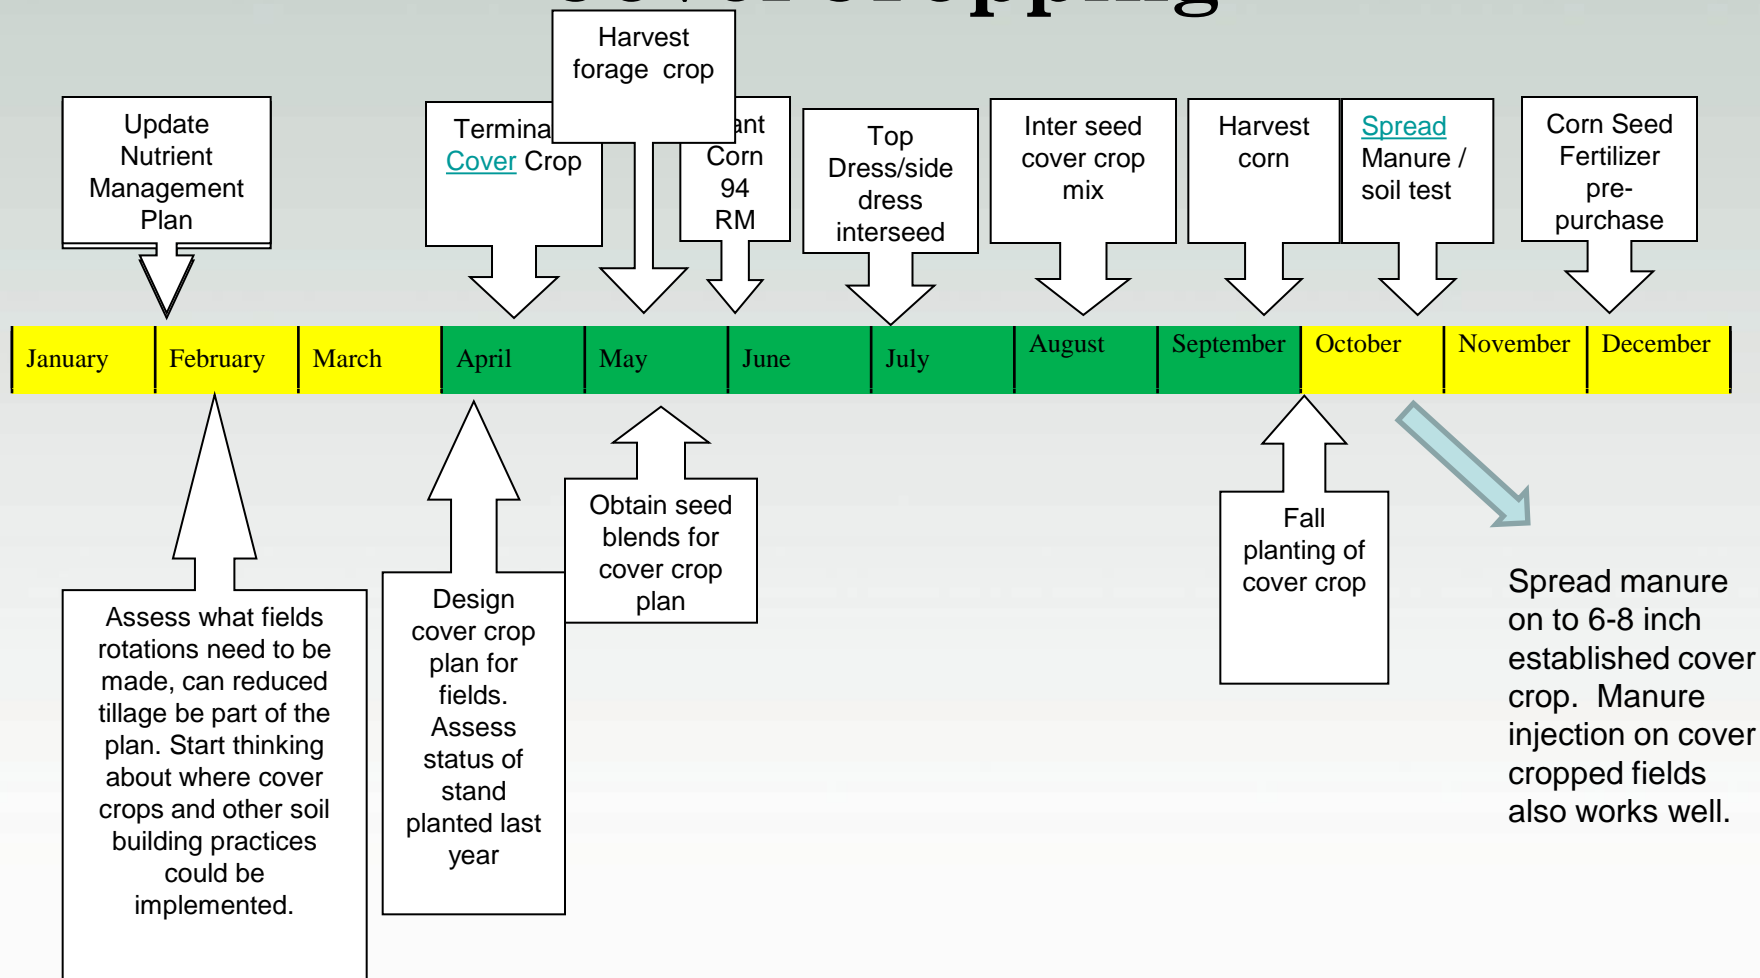 Cover Cropping
Harvest
forage crop
Update
Nutrient
Management
Plan
Cover Crop
Corn
94
RM
Top
Dress/side
dress
interseed
Inter seed
cover crop
mix
Harvest
corn
Spread
Manure /
soil test
Corn Seed
Fertilizer
pre-
purchase
January
February
March
April
May
June
July
August
September
October
November
December
Assess what fields
rotations need to be
made, can reduced
tillage be part of the
plan. Start thinking
about where cover
crops and other soil
building practices
could be
implemented.
Design
cover crop
plan for
fields.
Assess
status of
stand
planted last
year
Obtain seed
blends for
cover crop
plan
Fall
planting of
cover crop
Spread manure
on to 6-8 inch
established cover
crop. Manure
injection on cover
cropped fields
also works well.